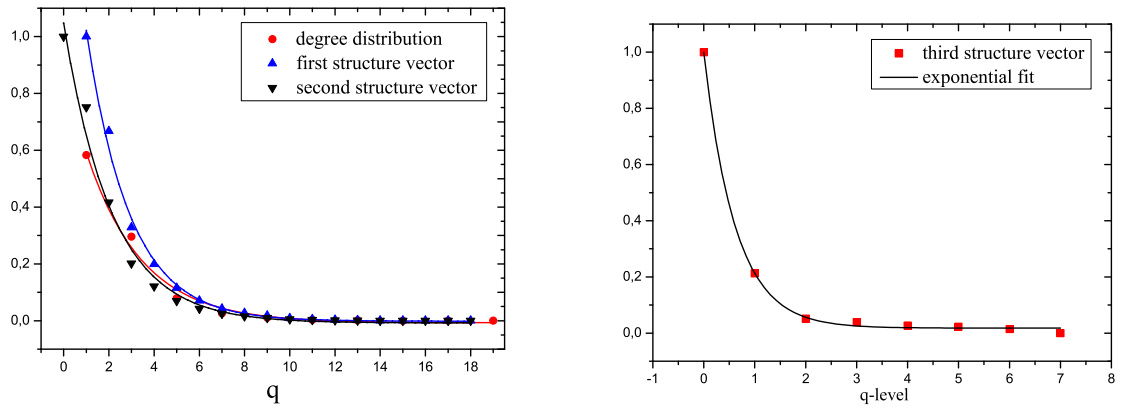 degree distribution
first structure vector
second structure vector
1,0
0,8
0,6
0,4
0,2
0,0
0 2 4 6 8 10 12 14 16 18
q
third structure vector
exponential fit
1,0
0,8
0,6
0,4
0,2
0,0
-1 0 1 2 3 4 5 6 7 8
q-level